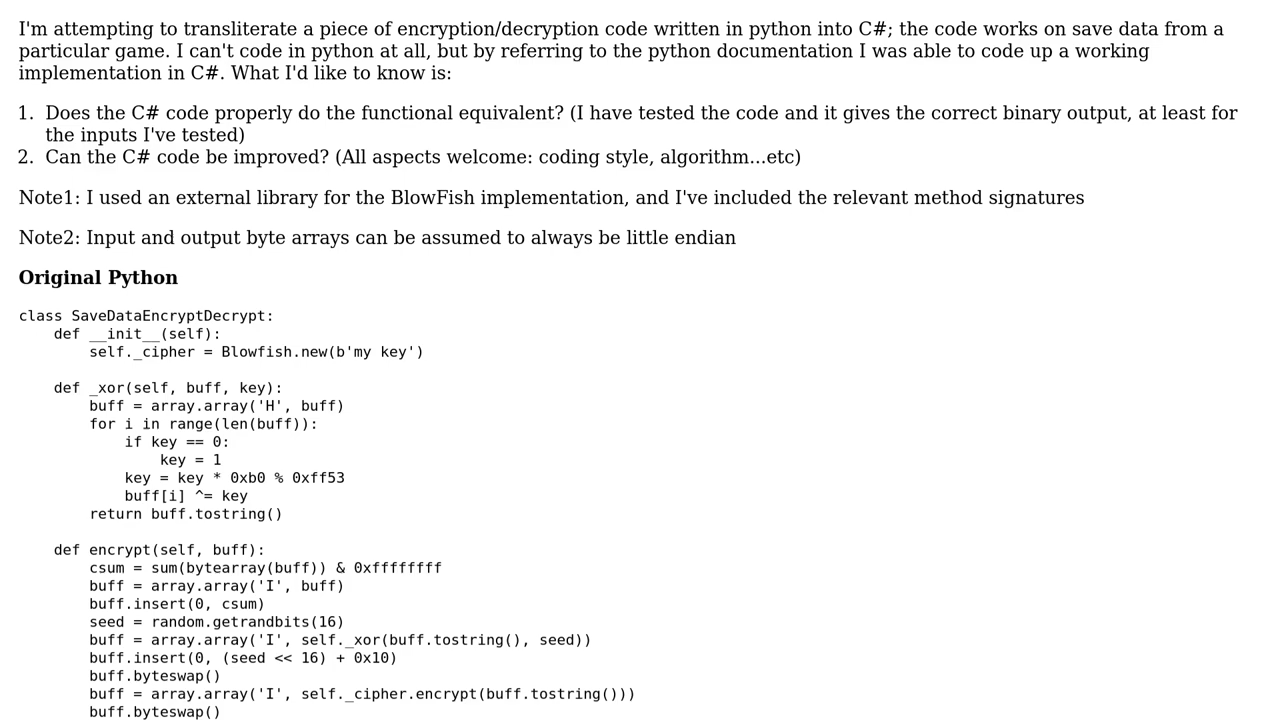 I'm attempting to transliterate a piece of encryption/decryption code written in python into C#; the code works on save data from a
particular game. I can't code in python at all, but by referring to the python documentation I was able to code up a working
implementation in C#. What I'd like to know is:
1. Does the C# code properly do the functional equivalent? (I have tested the code and it gives the correct binary output, at least for
the inputs I've tested)
2. Can the C# code be improved? (All aspects welcome: coding style, algorithm...etc)
Note1: I used an external library for the BlowFish implementation, and I've included the relevant method signatures
Note2: Input and output byte arrays can be assumed to always be little endian
Original Python
class SaveDataEncryptDecrypt:
    def __init__(self):
        self._cipher = Blowfish.new(b'my key')

    def _xor(self, buff, key):
        buff = array.array('H', buff)
        for i in range(len(buff)):
            if key == 0:
                key = 1
            key = key * 0xb0 % 0xff53
            buff[i] ^= key
        return buff.tostring()

    def encrypt(self, buff):
        csum = sum(bytearray(buff)) & 0xffffffff
        buff = array.array('I', buff)
        buff.insert(0, csum)
        seed = random.getrandbits(16)
        buff = array.array('I', self._xor(buff.tostring(), seed))
        buff.insert(0, (seed << 16) + 0x10)
        buff.byteswap()
        buff = array.array('I', self._cipher.encrypt(buff.tostring()))
        buff.byteswap()